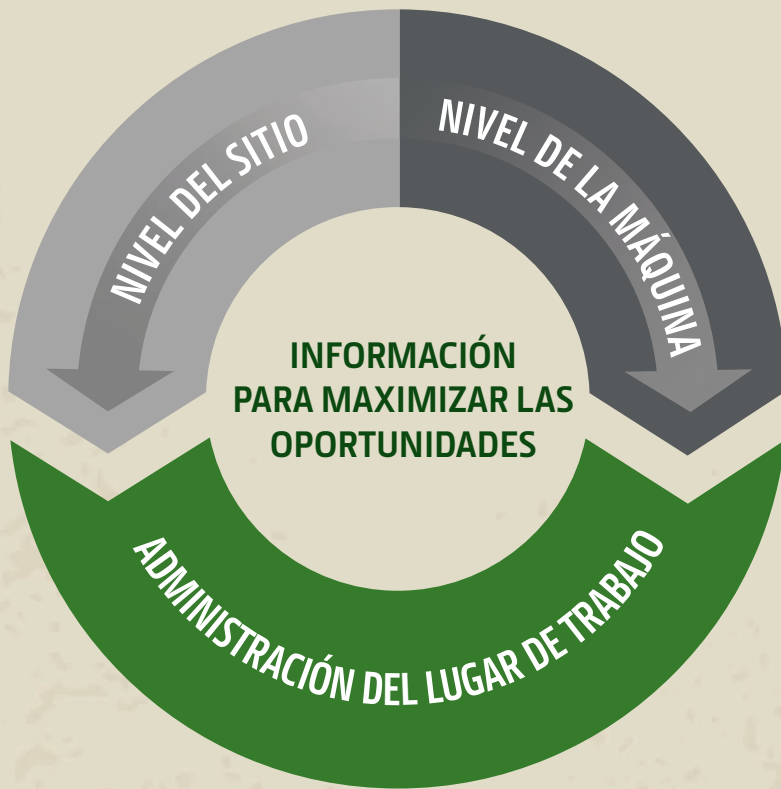 NIVEL DEL SITIO
NIVEL DE LA MÁQUINA
INFORMACIÓN
PARA MAXIMIZAR LAS
OPORTUNIDADES
ADMINISTRACIÓN DEL LUGAR DE TRABAJO